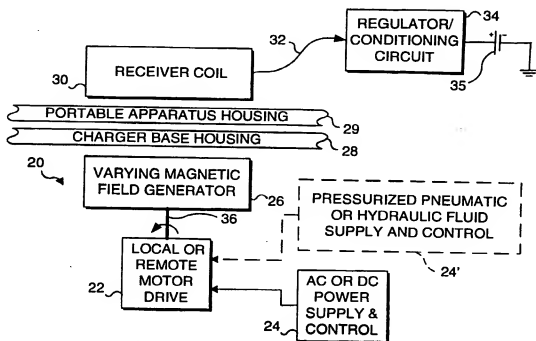 34
REGULATOR/
CONDITIONING
CIRCUIT
+
35
32
30
RECEIVER COIL
PORTABLE APPARATUS HOUSING
29
CHARGER BASE HOUSING
28
20
VARYING MAGNETIC
FIELD GENERATOR
26
36
PRESSURIZED PNEUMATIC
OR HYDRAULIC FLUID
SUPPLY AND CONTROL
24'
LOCAL OR
REMOTE
MOTOR
DRIVE
22
AC OR DC
POWER
SUPPLY &
CONTROL
24